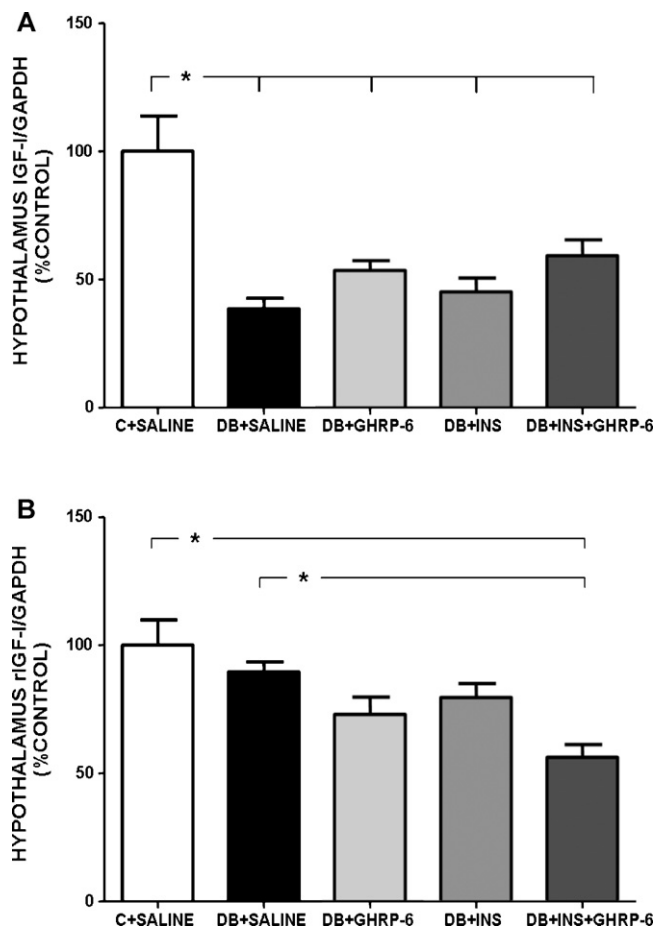 A
HYPOTHALAMUS IGF-I/GAPDH
(%CONTROL)
150
100
50
0
*
C+SALINE DB+SALINE DB+GHRP-6 DB+INS DB+INS+GHRP-6
B
HYPOTHALAMUS rIGF-I/GAPDH
(%CONTROL)
150
100
50
0
*
*
C+SALINE DB+SALINE DB+GHRP-6 DB+INS DB+INS+GHRP-6